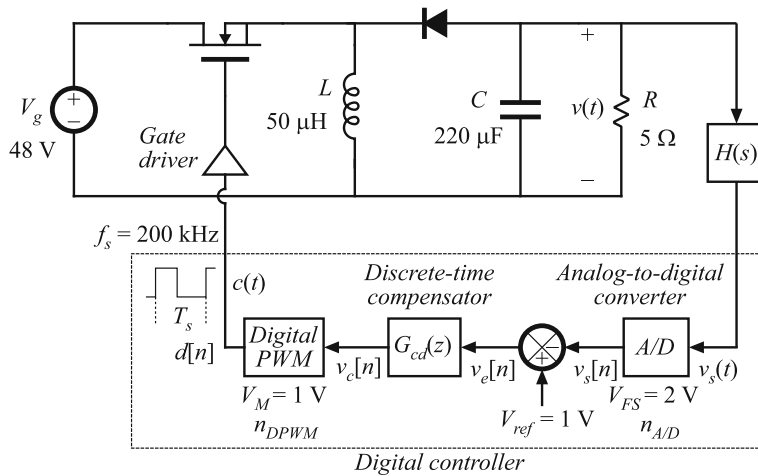 V_g
48 V
+
−
Gate
driver
L
50 μH
C
220 μF
+
v(t)
−
R
5 Ω
H(s)
f_s = 200 kHz
T_s
c(t)
d[n]
Digital
PWM
V_M = 1 V
n_DPWM
v_c[n]
Discrete-time
compensator
G_cd(z)
v_e[n]
−
+
V_ref = 1 V
v_s[n]
Analog-to-digital
converter
A/D
V_FS = 2 V
n_A/D
v_s(t)
Digital controller